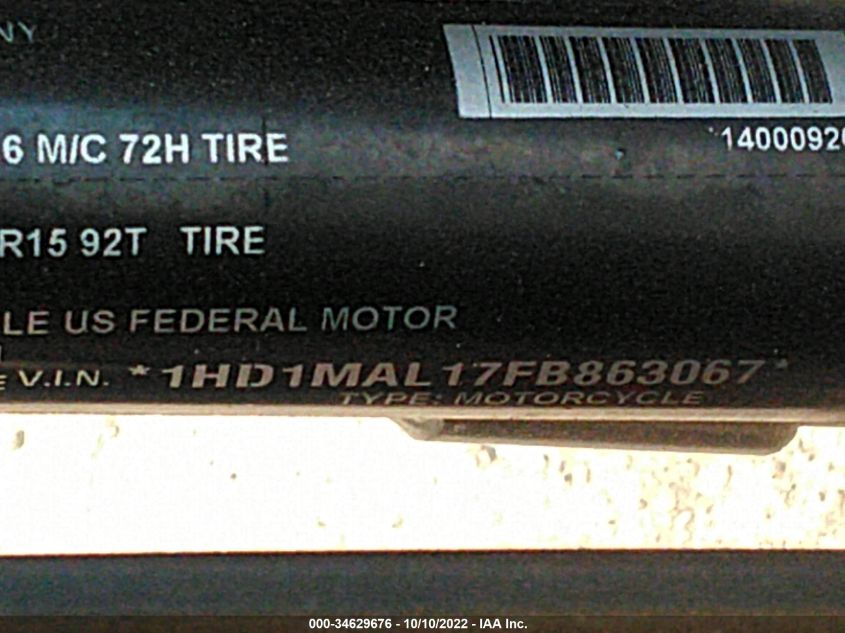 NY
6 M/C 72H TIRE
1400092
R15 92T TIRE
LE US FEDERAL MOTOR
E V.I.N. *1HD1MAL17FB863067*
TYPE: MOTORCYCLE
000-34629676 - 10/10/2022 - IAA Inc.